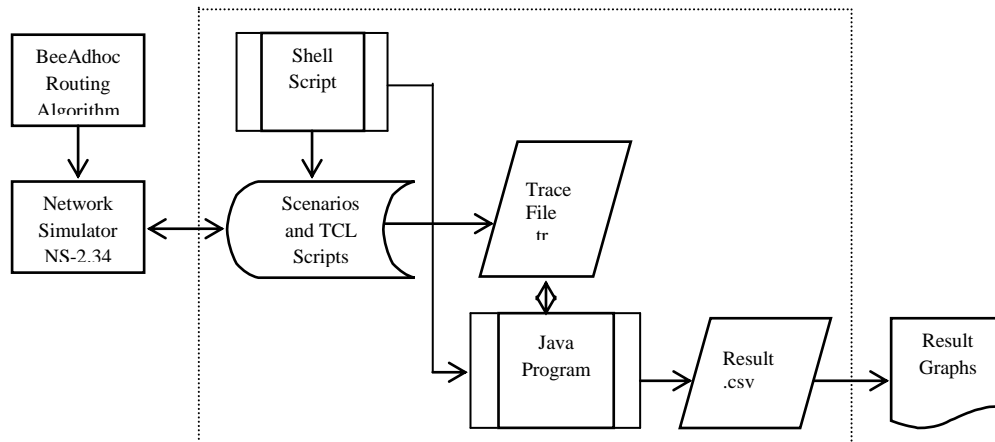 BeeAdhoc
Routing
Algorithm
Network
Simulator
NS-2.34
Shell
Script
Scenarios
and TCL
Scripts
Trace
File
tr
Java
Program
Result
.csv
Result
Graphs